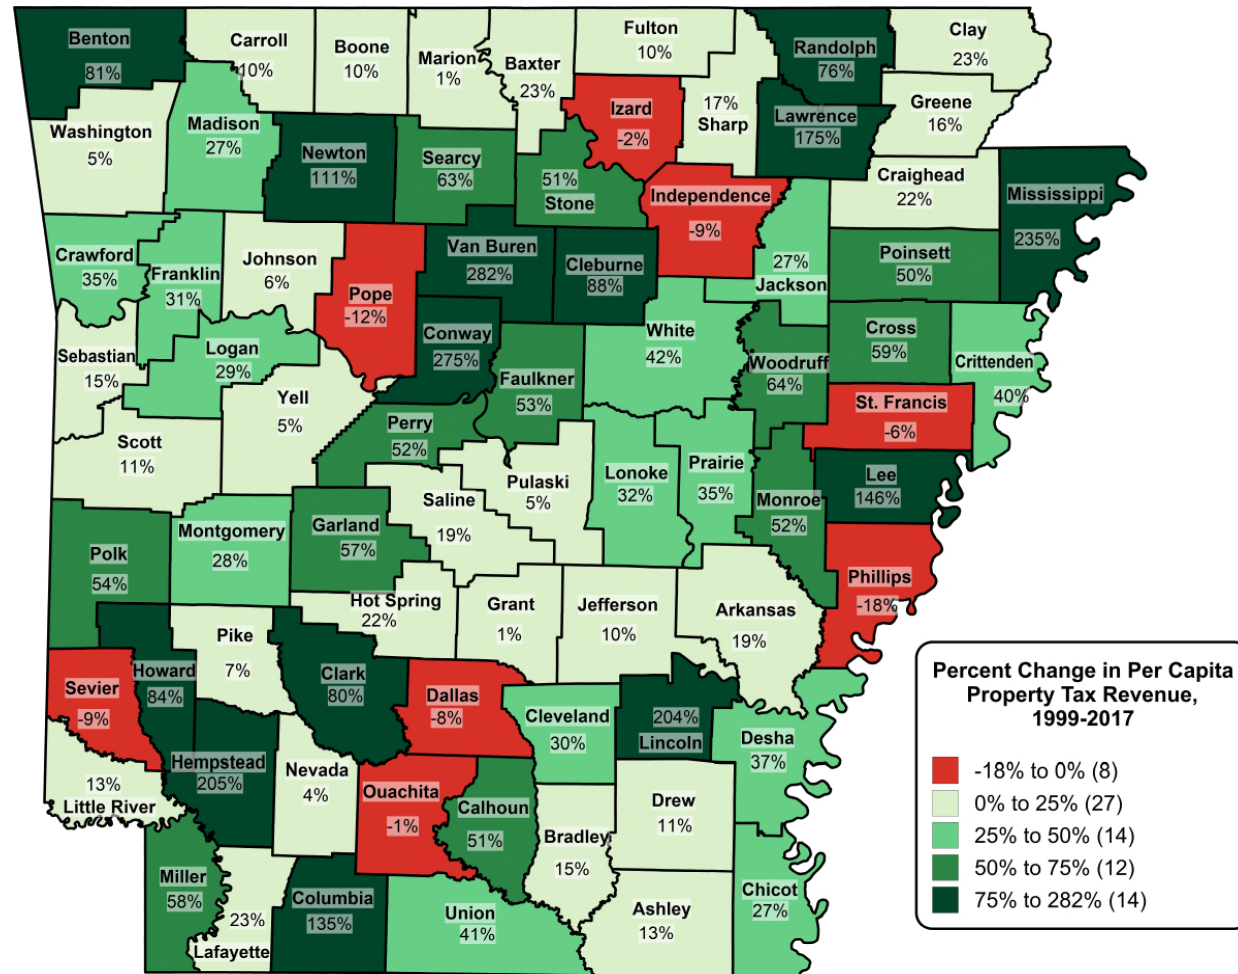 Benton
81%
Carroll
10%
Boone
10%
Marion
1%
Baxter
23%
Fulton
10%
Randolph
76%
Clay
23%
Washington
5%
Madison
27%
Newton
111%
Searcy
63%
51%
Stone
Izard
-2%
17%
Sharp
Lawrence
175%
Greene
16%
Independence
-9%
Craighead
22%
Mississippi
235%
Crawford
35%
Franklin
31%
Johnson
6%
Pope
-12%
Van Buren
282%
Cleburne
88%
27%
Jackson
Poinsett
50%
Sebastian
15%
Logan
29%
Yell
5%
Conway
275%
Faulkner
53%
White
42%
Woodruff
64%
Cross
59%
Crittenden
40%
St. Francis
-6%
Scott
11%
Perry
52%
Saline
19%
Pulaski
5%
Lonoke
32%
Prairie
35%
Monroe
52%
Lee
146%
Polk
54%
Montgomery
28%
Garland
57%
Hot Spring
22%
Grant
1%
Jefferson
10%
Arkansas
19%
Phillips
-18%
Sevier
-9%
Howard
84%
Pike
7%
Clark
80%
Dallas
-8%
Cleveland
30%
204%
Lincoln
Desha
37%
13%
Little River
Hempstead
205%
Nevada
4%
Ouachita
-1%
Calhoun
51%
Bradley
15%
Drew
11%
Miller
58%
23%
Lafayette
Columbia
135%
Union
41%
Ashley
13%
Chicot
27%
Percent Change in Per Capita
Property Tax Revenue,
1999-2017
-18% to 0% (8)
0% to 25% (27)
25% to 50% (14)
50% to 75% (12)
75% to 282% (14)